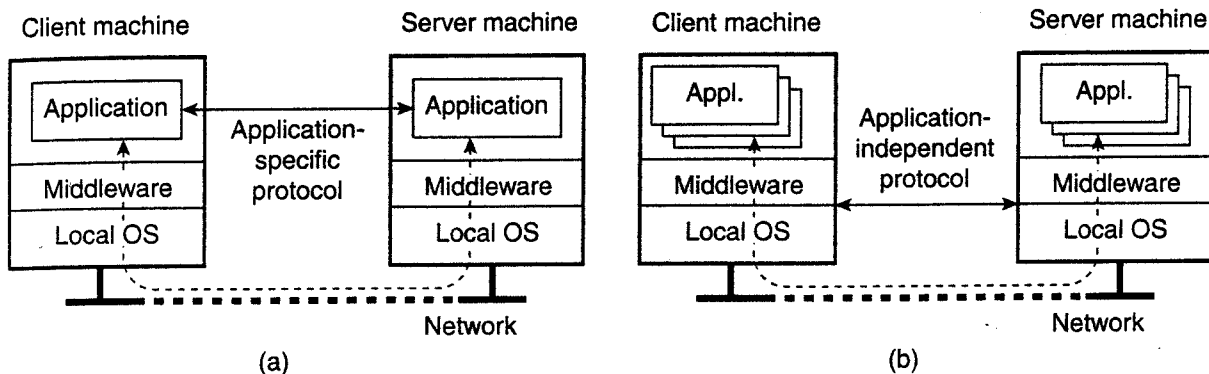 Client machine
Server machine
Application
Application
Application-
specific
protocol
Middleware
Middleware
Local OS
Local OS
Network
(a)
Client machine
Server machine
Appl.
Appl.
Application-
independent
protocol
Middleware
Middleware
Local OS
Local OS
Network
(b)